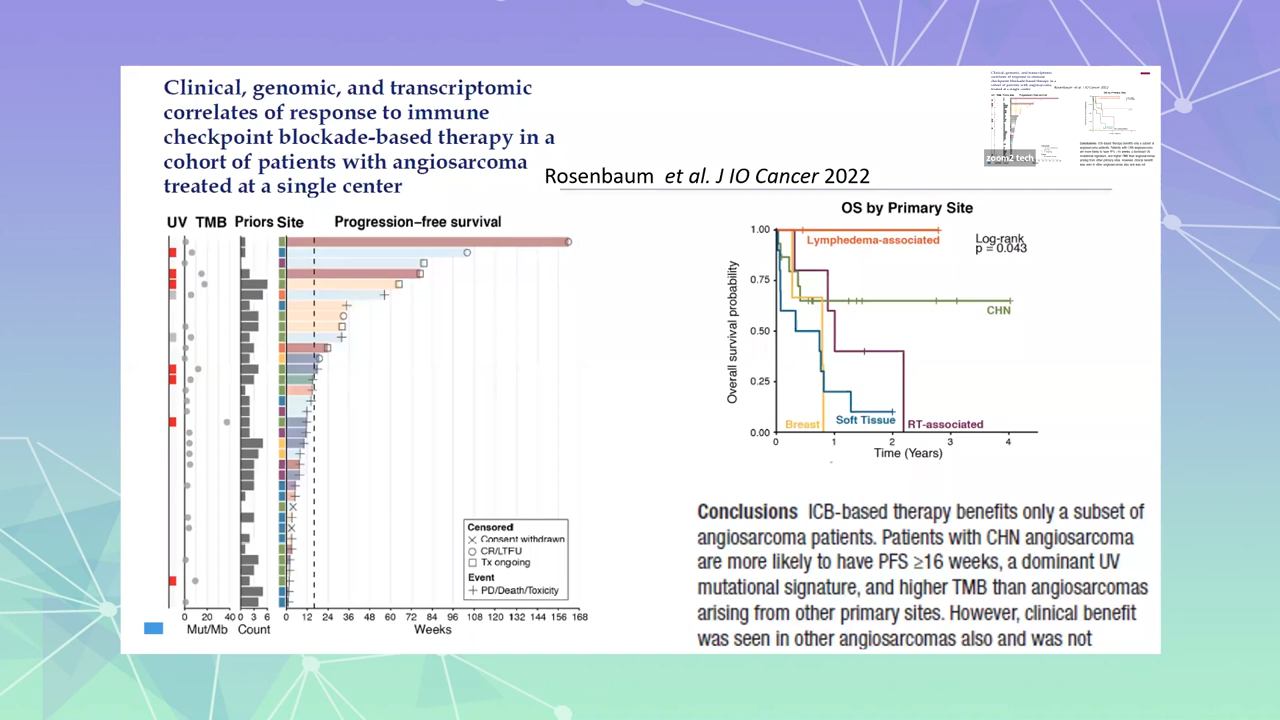 Clinical, genomic, and transcriptomic
correlates of response to immune
checkpoint blockade-based therapy in a
cohort of patients with angiosarcoma
treated at a single center
Rosenbaum et al. J IO Cancer 2022
zoom2 tech
UV TMB Priors Site Progression-free survival
Censored
Consent withdrawn
CR/LTFU
Tx ongoing
Event
PD/Death/Toxicity
0 20 40 0 3 6 0 12 24 36 48 60 72 84 96 108 120 132 144 156 168
Mut/Mb Count Weeks
OS by Primary Site
1.00
0.75
0.50
0.25
0.00
Overall survival probability
Lymphedema-associated
Log-rank
p = 0.043
CHN
Breast
Soft Tissue
RT-associated
0 1 2 3 4
Time (Years)
Conclusions ICB-based therapy benefits only a subset of
angiosarcoma patients. Patients with CHN angiosarcoma
are more likely to have PFS ≥16 weeks, a dominant UV
mutational signature, and higher TMB than angiosarcomas
arising from other primary sites. However, clinical benefit
was seen in other angiosarcomas also and was not